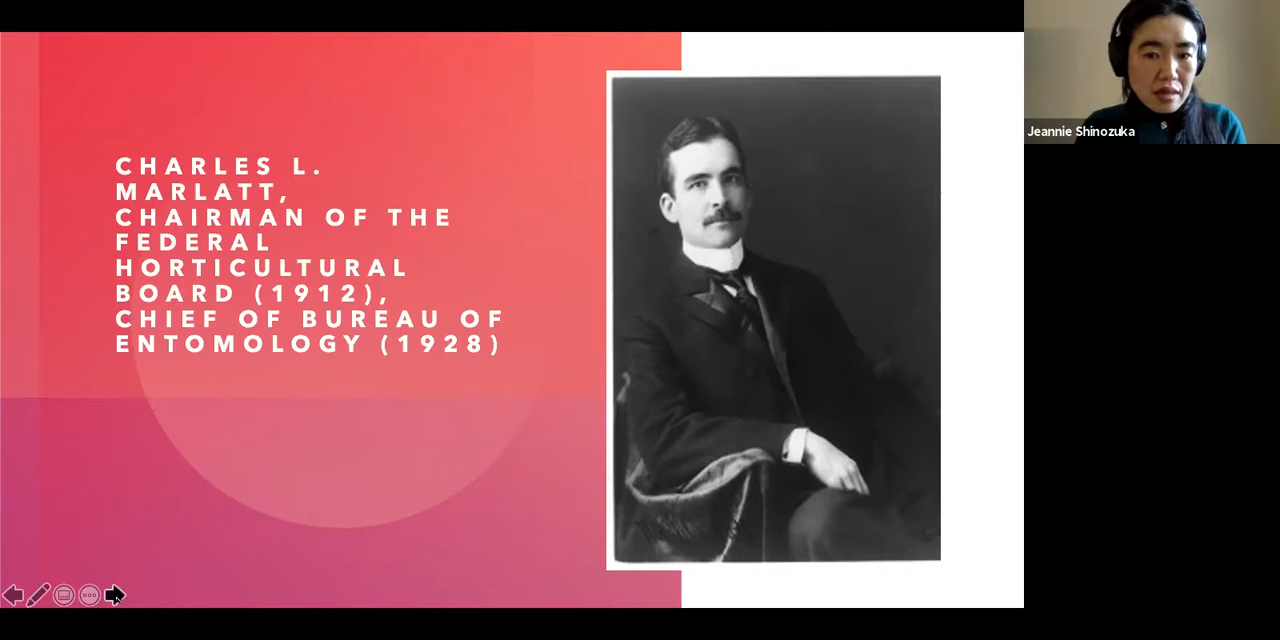 CHARLES L.
MARLATT,
CHAIRMAN OF THE
FEDERAL
HORTICULTURAL
BOARD (1912),
CHIEF OF BUREAU OF
ENTOMOLOGY (1928)
Jeannie Shinozuka